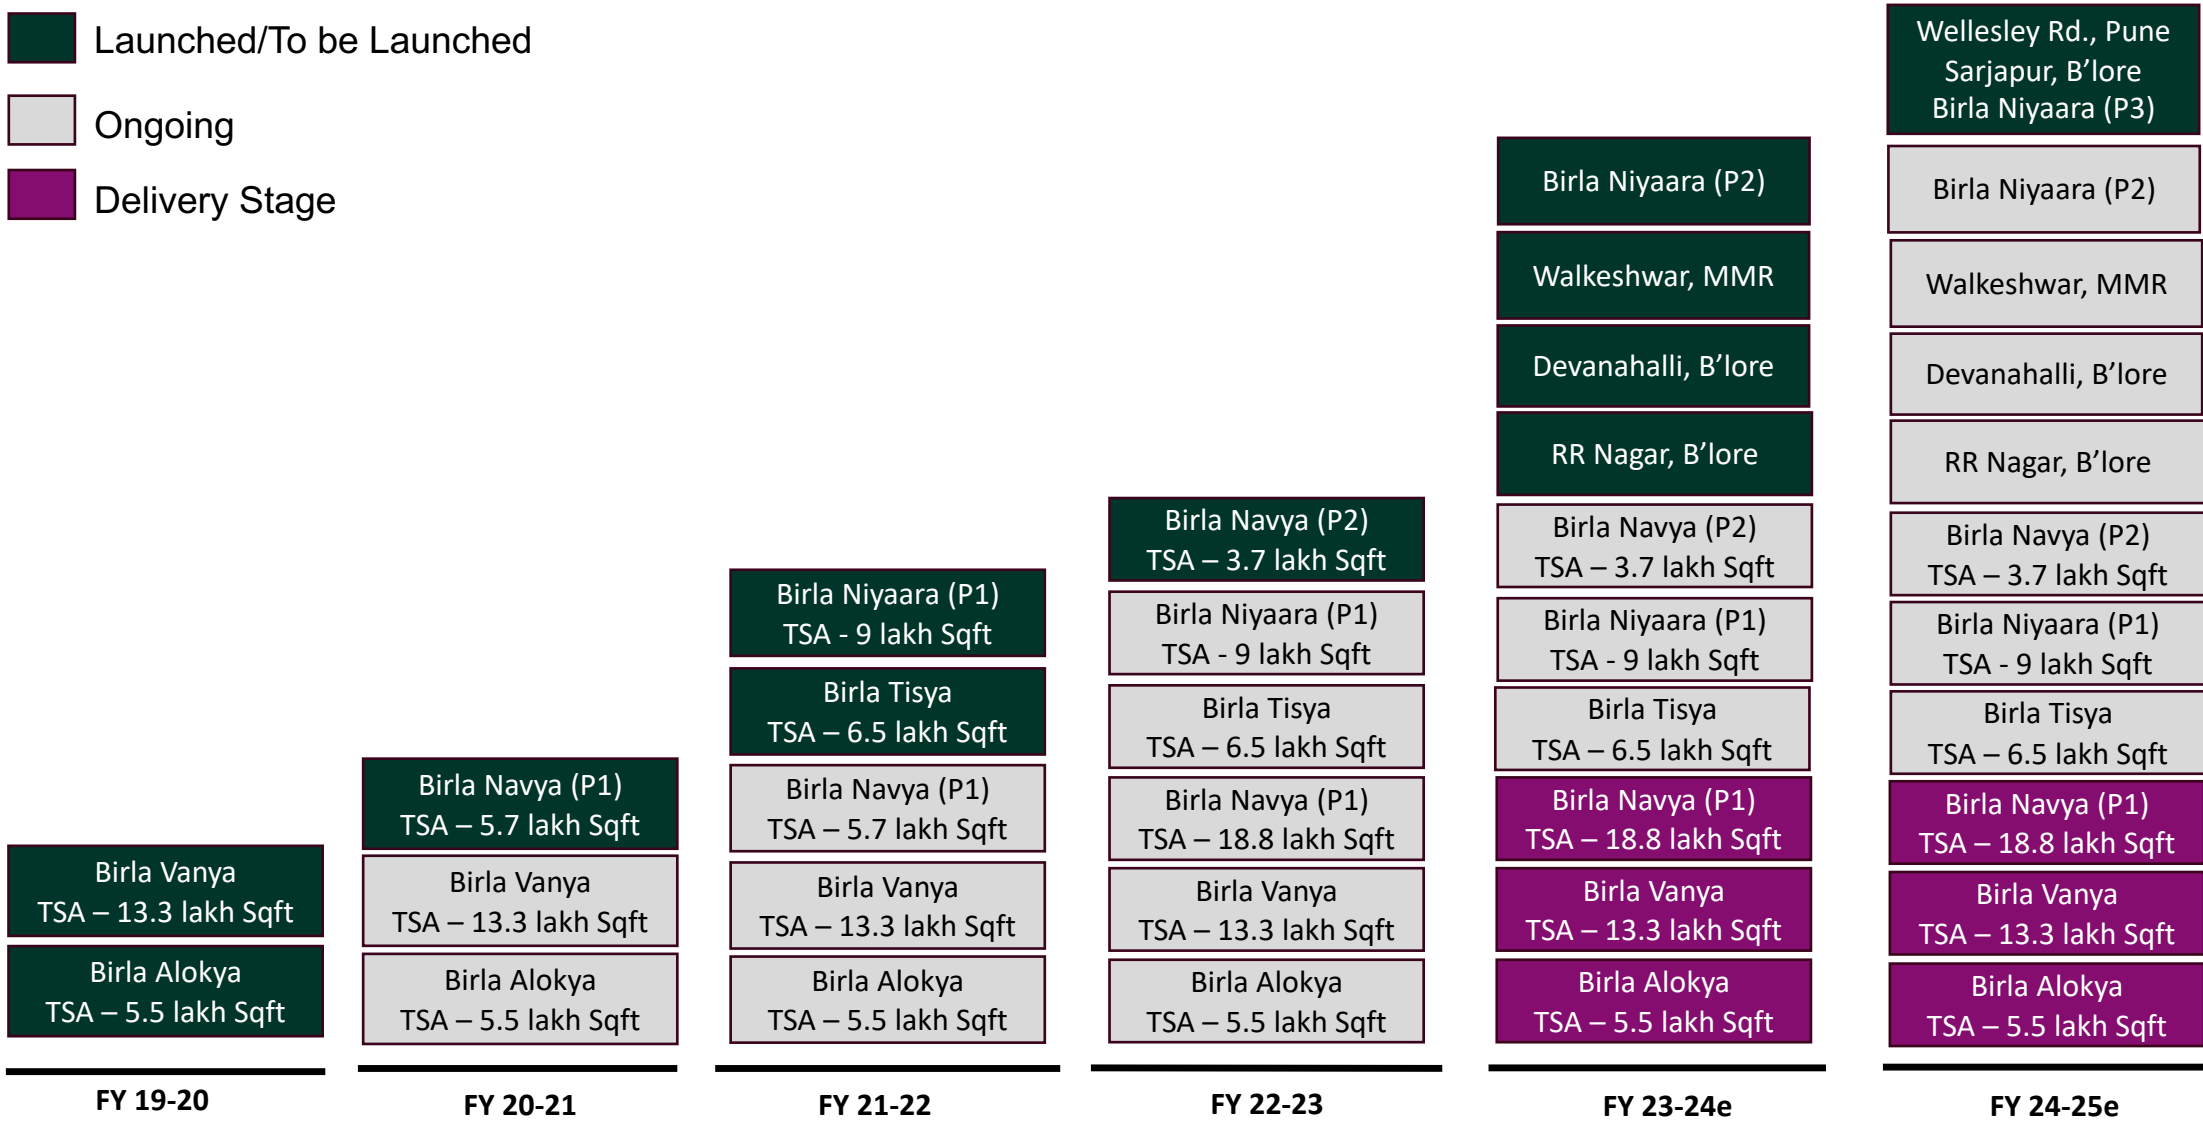 Launched/To be Launched
Ongoing
Delivery Stage
Birla Vanya
TSA – 13.3 lakh Sqft
Birla Alokya
TSA – 5.5 lakh Sqft
FY 19-20
Birla Navya (P1)
TSA – 5.7 lakh Sqft
Birla Vanya
TSA – 13.3 lakh Sqft
Birla Alokya
TSA – 5.5 lakh Sqft
FY 20-21
Birla Niyaara (P1)
TSA - 9 lakh Sqft
Birla Tisya
TSA – 6.5 lakh Sqft
Birla Navya (P1)
TSA – 5.7 lakh Sqft
Birla Vanya
TSA – 13.3 lakh Sqft
Birla Alokya
TSA – 5.5 lakh Sqft
FY 21-22
Birla Navya (P2)
TSA – 3.7 lakh Sqft
Birla Niyaara (P1)
TSA - 9 lakh Sqft
Birla Tisya
TSA – 6.5 lakh Sqft
Birla Navya (P1)
TSA – 18.8 lakh Sqft
Birla Vanya
TSA – 13.3 lakh Sqft
Birla Alokya
TSA – 5.5 lakh Sqft
FY 22-23
Birla Niyaara (P2)
Walkeshwar, MMR
Devanahalli, B’lore
RR Nagar, B’lore
Birla Navya (P2)
TSA – 3.7 lakh Sqft
Birla Niyaara (P1)
TSA - 9 lakh Sqft
Birla Tisya
TSA – 6.5 lakh Sqft
Birla Navya (P1)
TSA – 18.8 lakh Sqft
Birla Vanya
TSA – 13.3 lakh Sqft
Birla Alokya
TSA – 5.5 lakh Sqft
FY 23-24e
Wellesley Rd., Pune
Sarjapur, B’lore
Birla Niyaara (P3)
Birla Niyaara (P2)
Walkeshwar, MMR
Devanahalli, B’lore
RR Nagar, B’lore
Birla Navya (P2)
TSA – 3.7 lakh Sqft
Birla Niyaara (P1)
TSA - 9 lakh Sqft
Birla Tisya
TSA – 6.5 lakh Sqft
Birla Navya (P1)
TSA – 18.8 lakh Sqft
Birla Vanya
TSA – 13.3 lakh Sqft
Birla Alokya
TSA – 5.5 lakh Sqft
FY 24-25e